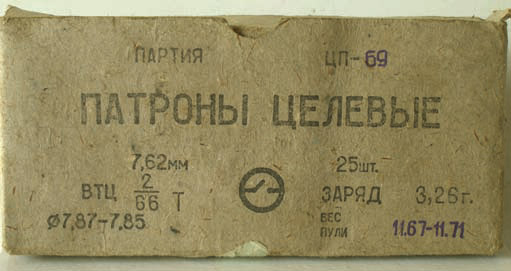 ПАРТИЯ ЦП-69
ПАТРОНЫ ЦЕЛЕВЫЕ
7,62мм 25шт.
ВТЦ 2/66 Т ЗАРЯД 3,26г.
Ø7,87-7,85 ВЕС ПУЛИ 11.67-11.71